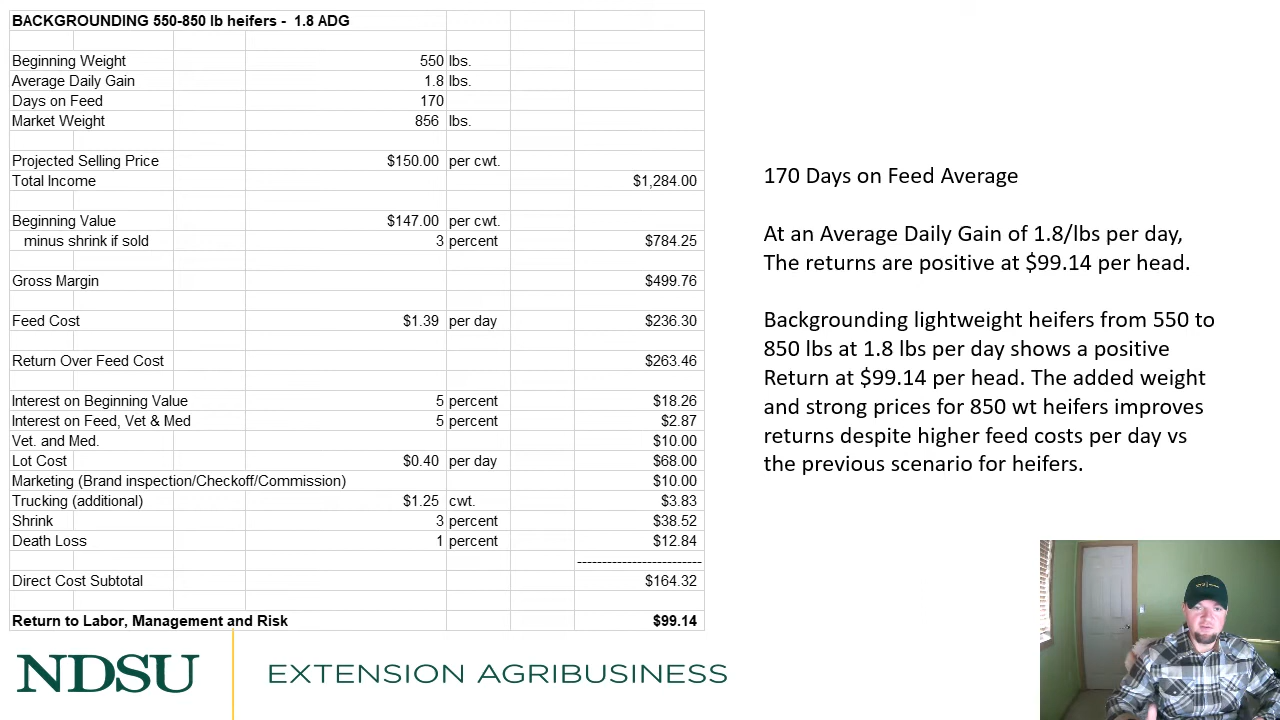 BACKGROUNDING 550-850 lb heifers - 1.8 ADG
Beginning Weight 550 lbs.
Average Daily Gain 1.8 lbs.
Days on Feed 170
Market Weight 856 lbs.
Projected Selling Price $150.00 per cwt.
Total Income $1,284.00
Beginning Value $147.00 per cwt.
minus shrink if sold 3 percent $784.25
Gross Margin $499.76
Feed Cost $1.39 per day $236.30
Return Over Feed Cost $263.46
Interest on Beginning Value 5 percent $18.26
Interest on Feed, Vet & Med 5 percent $2.87
Vet. and Med. $10.00
Lot Cost $0.40 per day $68.00
Marketing (Brand inspection/Checkoff/Commission) $10.00
Trucking (additional) $1.25 cwt. $3.83
Shrink 3 percent $38.52
Death Loss 1 percent $12.84
-------------------------
Direct Cost Subtotal $164.32
Return to Labor, Management and Risk $99.14
170 Days on Feed Average
At an Average Daily Gain of 1.8/lbs per day,
The returns are positive at $99.14 per head.
Backgrounding lightweight heifers from 550 to
850 lbs at 1.8 lbs per day shows a positive
Return at $99.14 per head. The added weight
and strong prices for 850 wt heifers improves
returns despite higher feed costs per day vs
the previous scenario for heifers.
NDSU EXTENSION AGRIBUSINESS